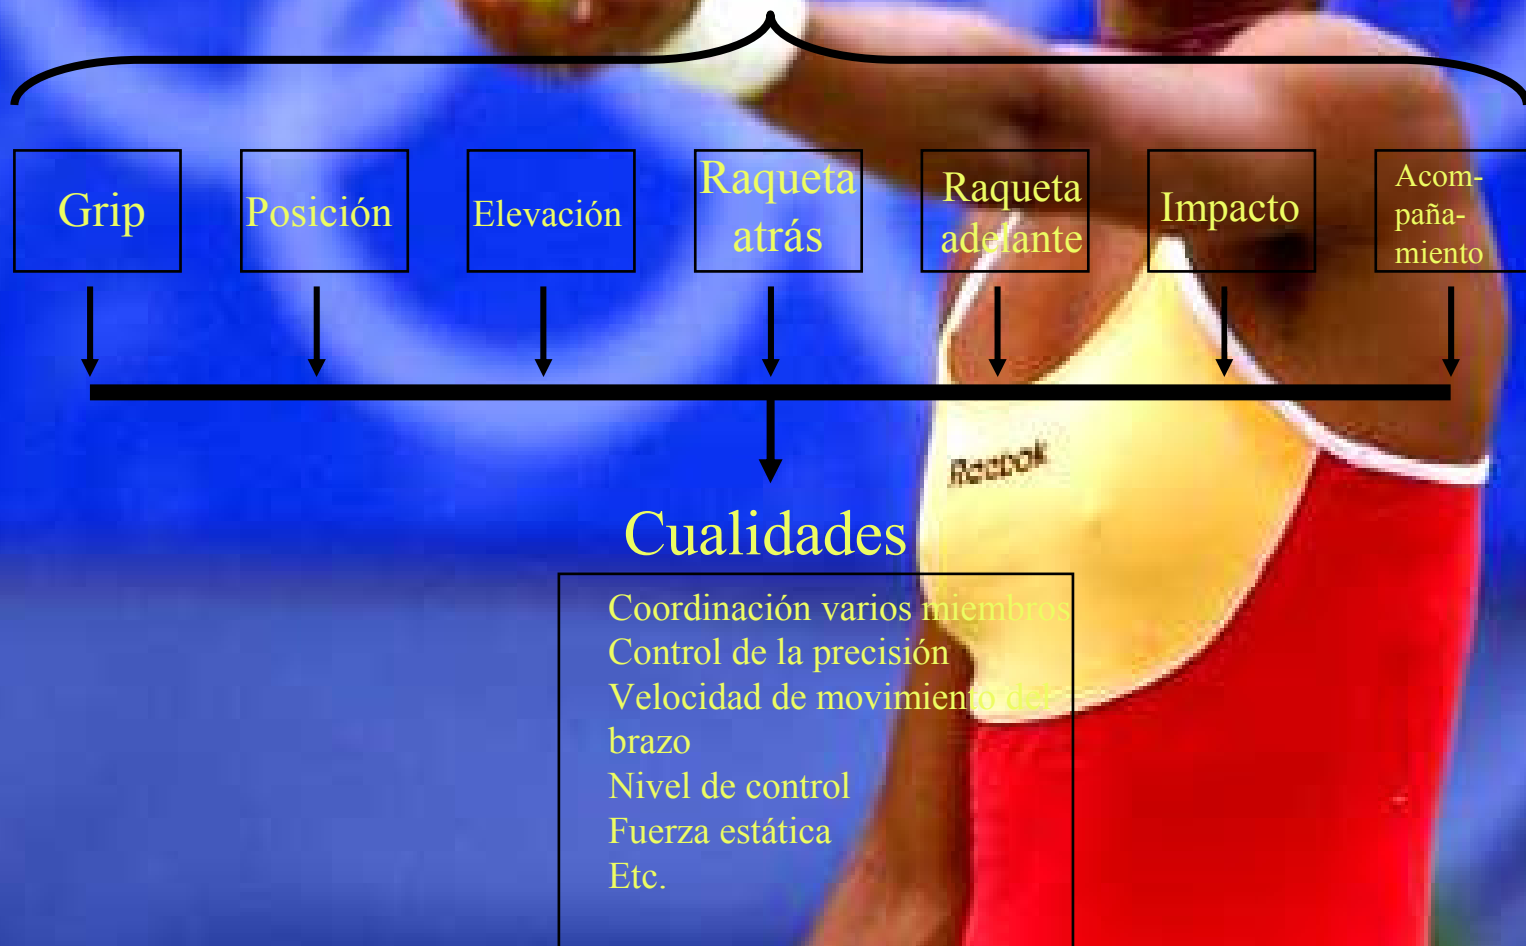 Grip
Posición
Elevación
Raqueta
atrás
Raqueta
adelante
Impacto
Acom-
paña-
miento
Reebok
Cualidades
Coordinación varios miembros
Control de la precisión
Velocidad de movimiento del
brazo
Nivel de control
Fuerza estática
Etc.